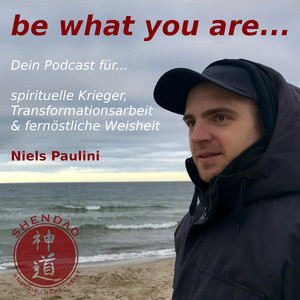 be what you are...
Dein Podcast für...
spirituelle Krieger,
Transformationsarbeit
& fernöstliche Weisheit
Niels Paulini
SHENDAO
神
道